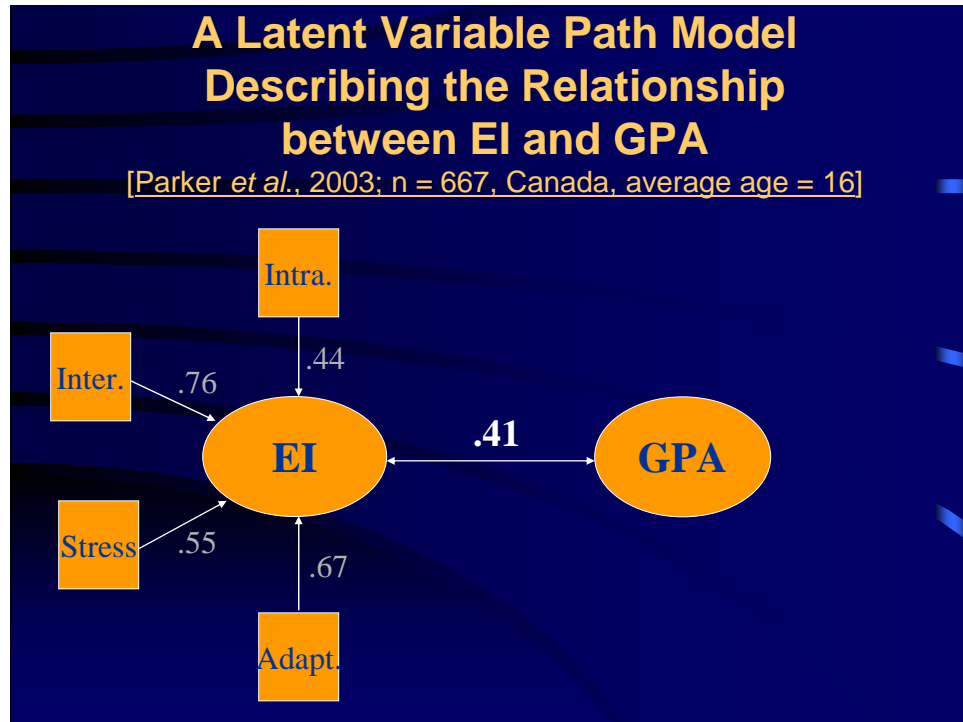 A Latent Variable Path Model
Describing the Relationship
between EI and GPA
[Parker et al., 2003; n = 667, Canada, average age = 16]
Intra.
.44
Inter.
.76
EI
.41
GPA
Stress
.55
.67
Adapt.